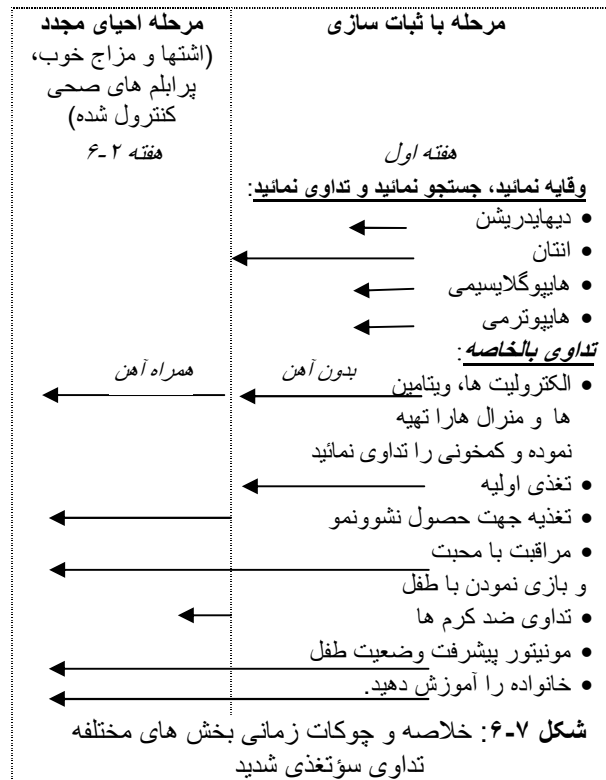 مرحله با ثبات سازی
مرحله احیای مجدد
(اشتها و مزاج خوب،
پرابلم های صحی
کنترول شده)
هفته اول
هفته ۲-۶
وقایه نمائید، جستجو نمائید و تداوی نمائید:
• دیهایدریشن
• انتان
• هایپوگلایسیمی
• هایپوترمی
تداوی بالخاصه:
• الکترولیت ها، ویتامین بدون آهن همراه آهن
ها و منرال هارا تهیه
نموده و کمخونی را تداوی نمائید
• تغذی اولیه
• تغذیه جهت حصول نشوونمو
• مراقبت با محبت
و بازی نمودن با طفل
• تداوی ضد کرم ها
• مونیتور پیشرفت وضعیت طفل
• خانواده را آموزش دهید.
شکل ۷-۶: خلاصه و چوکات زمانی بخش های مختلفه
تداوی سؤتغذی شدید